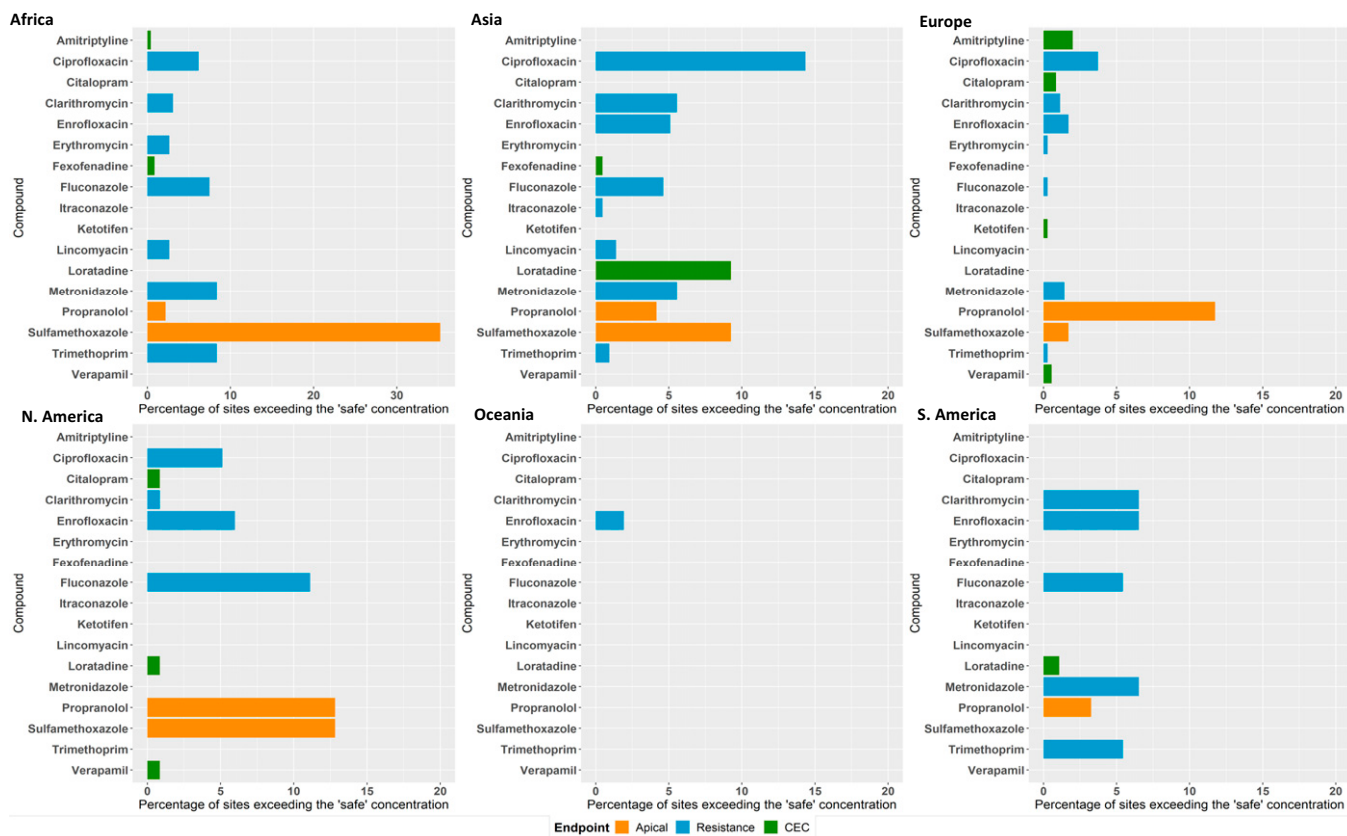 Africa
Compound
Amitriptyline
Ciprofloxacin
Citalopram
Clarithromycin
Enrofloxacin
Erythromycin
Fexofenadine
Fluconazole
Itraconazole
Ketotifen
Lincomyacin
Loratadine
Metronidazole
Propranolol
Sulfamethoxazole
Trimethoprim
Verapamil
0 10 20 30
Percentage of sites exceeding the 'safe' concentration
Asia
Compound
Amitriptyline
Ciprofloxacin
Citalopram
Clarithromycin
Enrofloxacin
Erythromycin
Fexofenadine
Fluconazole
Itraconazole
Ketotifen
Lincomyacin
Loratadine
Metronidazole
Propranolol
Sulfamethoxazole
Trimethoprim
Verapamil
0 5 10 15 20
Percentage of sites exceeding the 'safe' concentration
Europe
Compound
Amitriptyline
Ciprofloxacin
Citalopram
Clarithromycin
Enrofloxacin
Erythromycin
Fexofenadine
Fluconazole
Itraconazole
Ketotifen
Lincomyacin
Loratadine
Metronidazole
Propranolol
Sulfamethoxazole
Trimethoprim
Verapamil
0 5 10 15 20
Percentage of sites exceeding the 'safe' concentration
N. America
Compound
Amitriptyline
Ciprofloxacin
Citalopram
Clarithromycin
Enrofloxacin
Erythromycin
Fexofenadine
Fluconazole
Itraconazole
Ketotifen
Lincomyacin
Loratadine
Metronidazole
Propranolol
Sulfamethoxazole
Trimethoprim
Verapamil
0 5 10 15 20
Percentage of sites exceeding the 'safe' concentration
Oceania
Compound
Amitriptyline
Ciprofloxacin
Citalopram
Clarithromycin
Enrofloxacin
Erythromycin
Fexofenadine
Fluconazole
Itraconazole
Ketotifen
Lincomyacin
Loratadine
Metronidazole
Propranolol
Sulfamethoxazole
Trimethoprim
Verapamil
0 5 10 15 20
Percentage of sites exceeding the 'safe' concentration
S. America
Compound
Amitriptyline
Ciprofloxacin
Citalopram
Clarithromycin
Enrofloxacin
Erythromycin
Fexofenadine
Fluconazole
Itraconazole
Ketotifen
Lincomyacin
Loratadine
Metronidazole
Propranolol
Sulfamethoxazole
Trimethoprim
Verapamil
0 5 10 15 20
Percentage of sites exceeding the 'safe' concentration
Endpoint Apical Resistance CEC